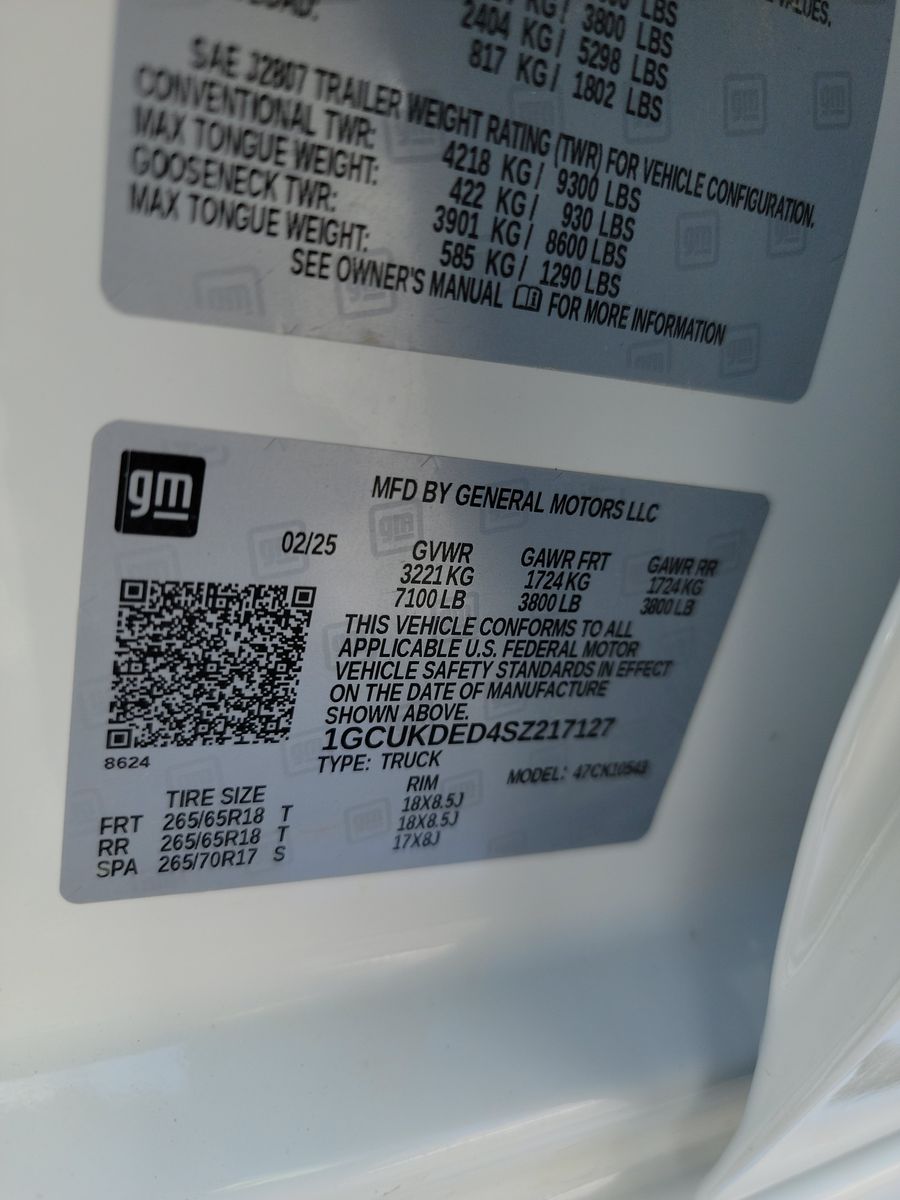 VALUES.
3800 LBS
2404 KG/ 5298 LBS
817 KG/ 1802 LBS
SAE J2807 TRAILER WEIGHT RATING (TWR) FOR VEHICLE CONFIGURATION.
CONVENTIONAL TWR: 4218 KG/ 9300 LBS
MAX TONGUE WEIGHT: 422 KG/ 930 LBS
GOOSENECK TWR: 3901 KG/ 8600 LBS
MAX TONGUE WEIGHT: 585 KG/ 1290 LBS
SEE OWNER'S MANUAL FOR MORE INFORMATION
gm
MFD BY GENERAL MOTORS LLC
02/25 GVWR GAWR FRT GAWR RR
3221 KG 1724 KG 1724 KG
7100 LB 3800 LB 3800 LB
THIS VEHICLE CONFORMS TO ALL
APPLICABLE U.S. FEDERAL MOTOR
VEHICLE SAFETY STANDARDS IN EFFECT
ON THE DATE OF MANUFACTURE
SHOWN ABOVE.
1GCUKDED4SZ217127
8624
TYPE: TRUCK MODEL: 47CK10543
TIRE SIZE RIM
FRT 265/65R18 T 18X8.5J
RR 265/65R18 T 18X8.5J
SPA 265/70R17 S 17X8J